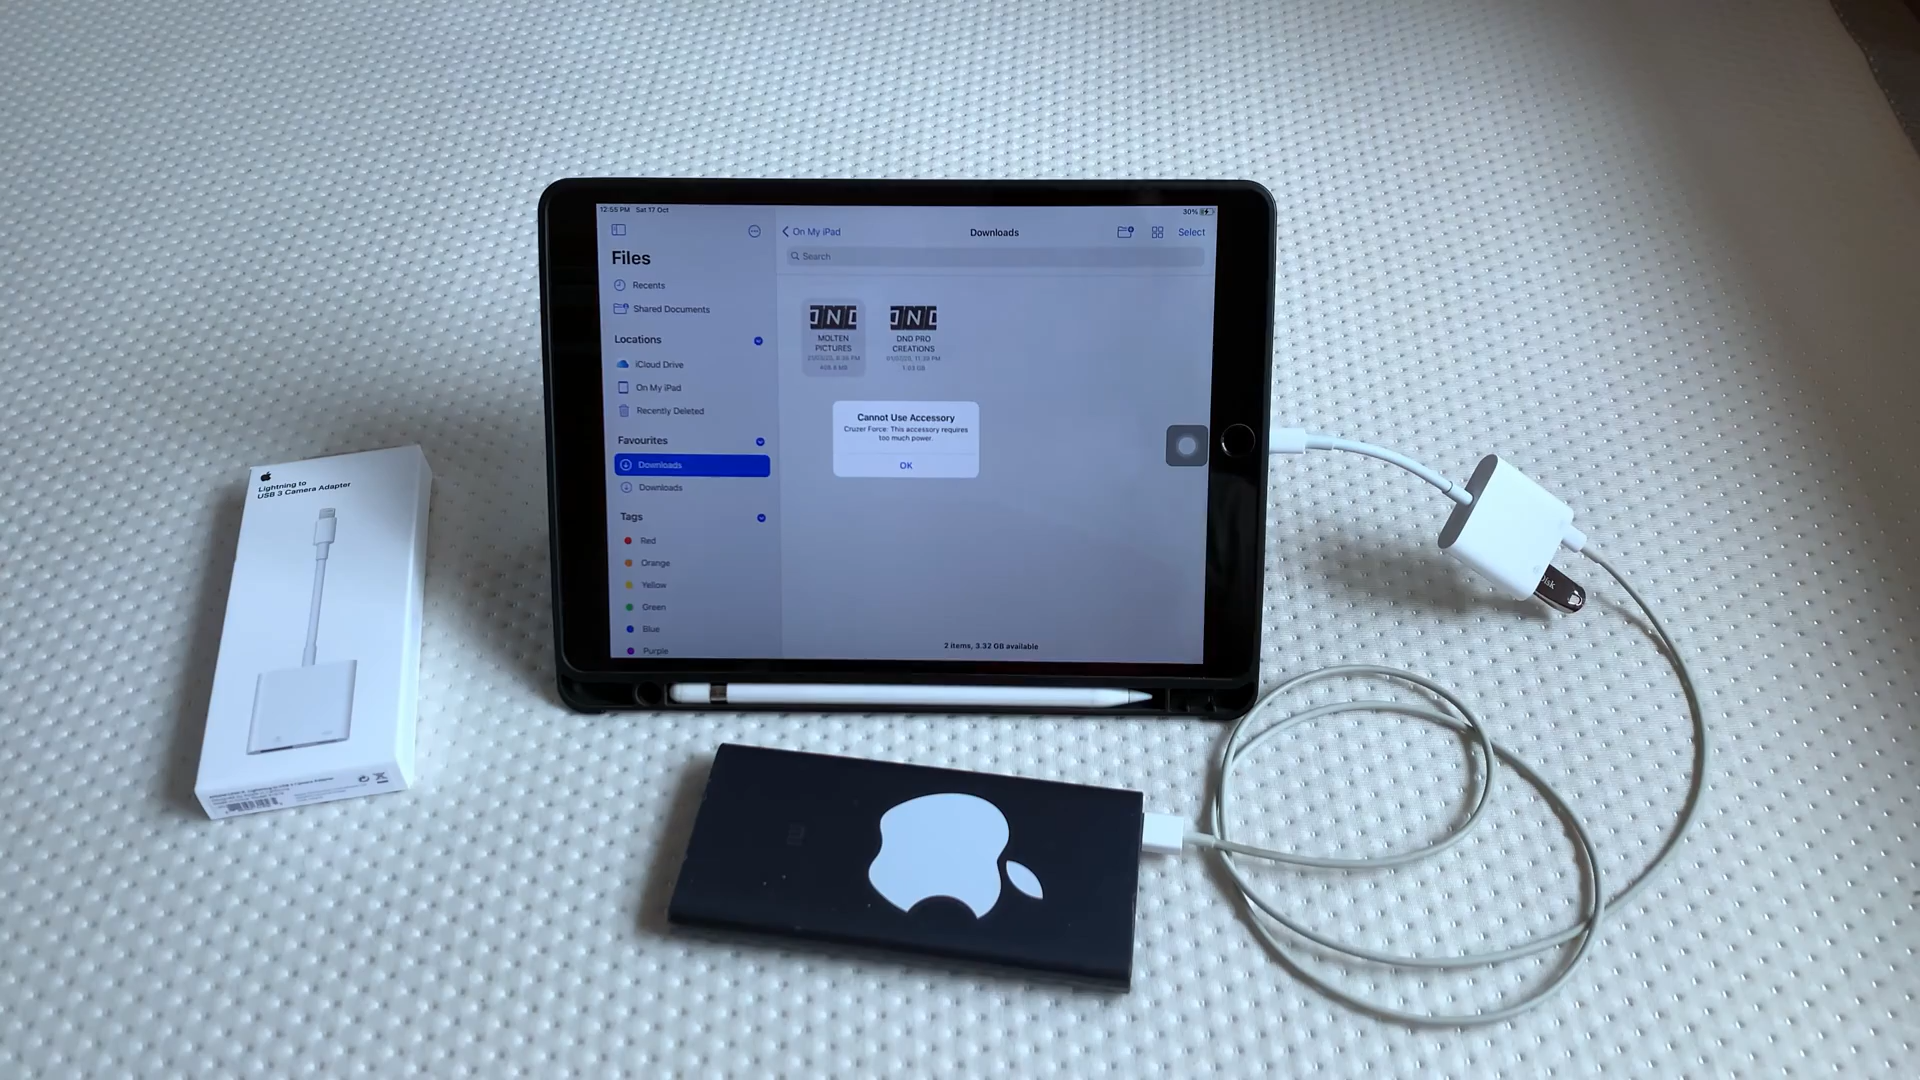 12:55 PM Sat 17 Oct
30%
Files
Recents
Shared Documents
Locations
iCloud Drive
On My iPad
Recently Deleted
Favourites
Downloads
Downloads
Tags
Red
Orange
Yellow
Green
Blue
Purple
On My iPad
Downloads
Select
Search
DND
MOLTEN
PICTURES
DND
DND PRO
CREATIONS
Cannot Use Accessory
Cruzer Force: This accessory requires
too much power.
OK
2 items, 3.32 GB available
Lightning to
USB 3 Camera Adapter
Disk